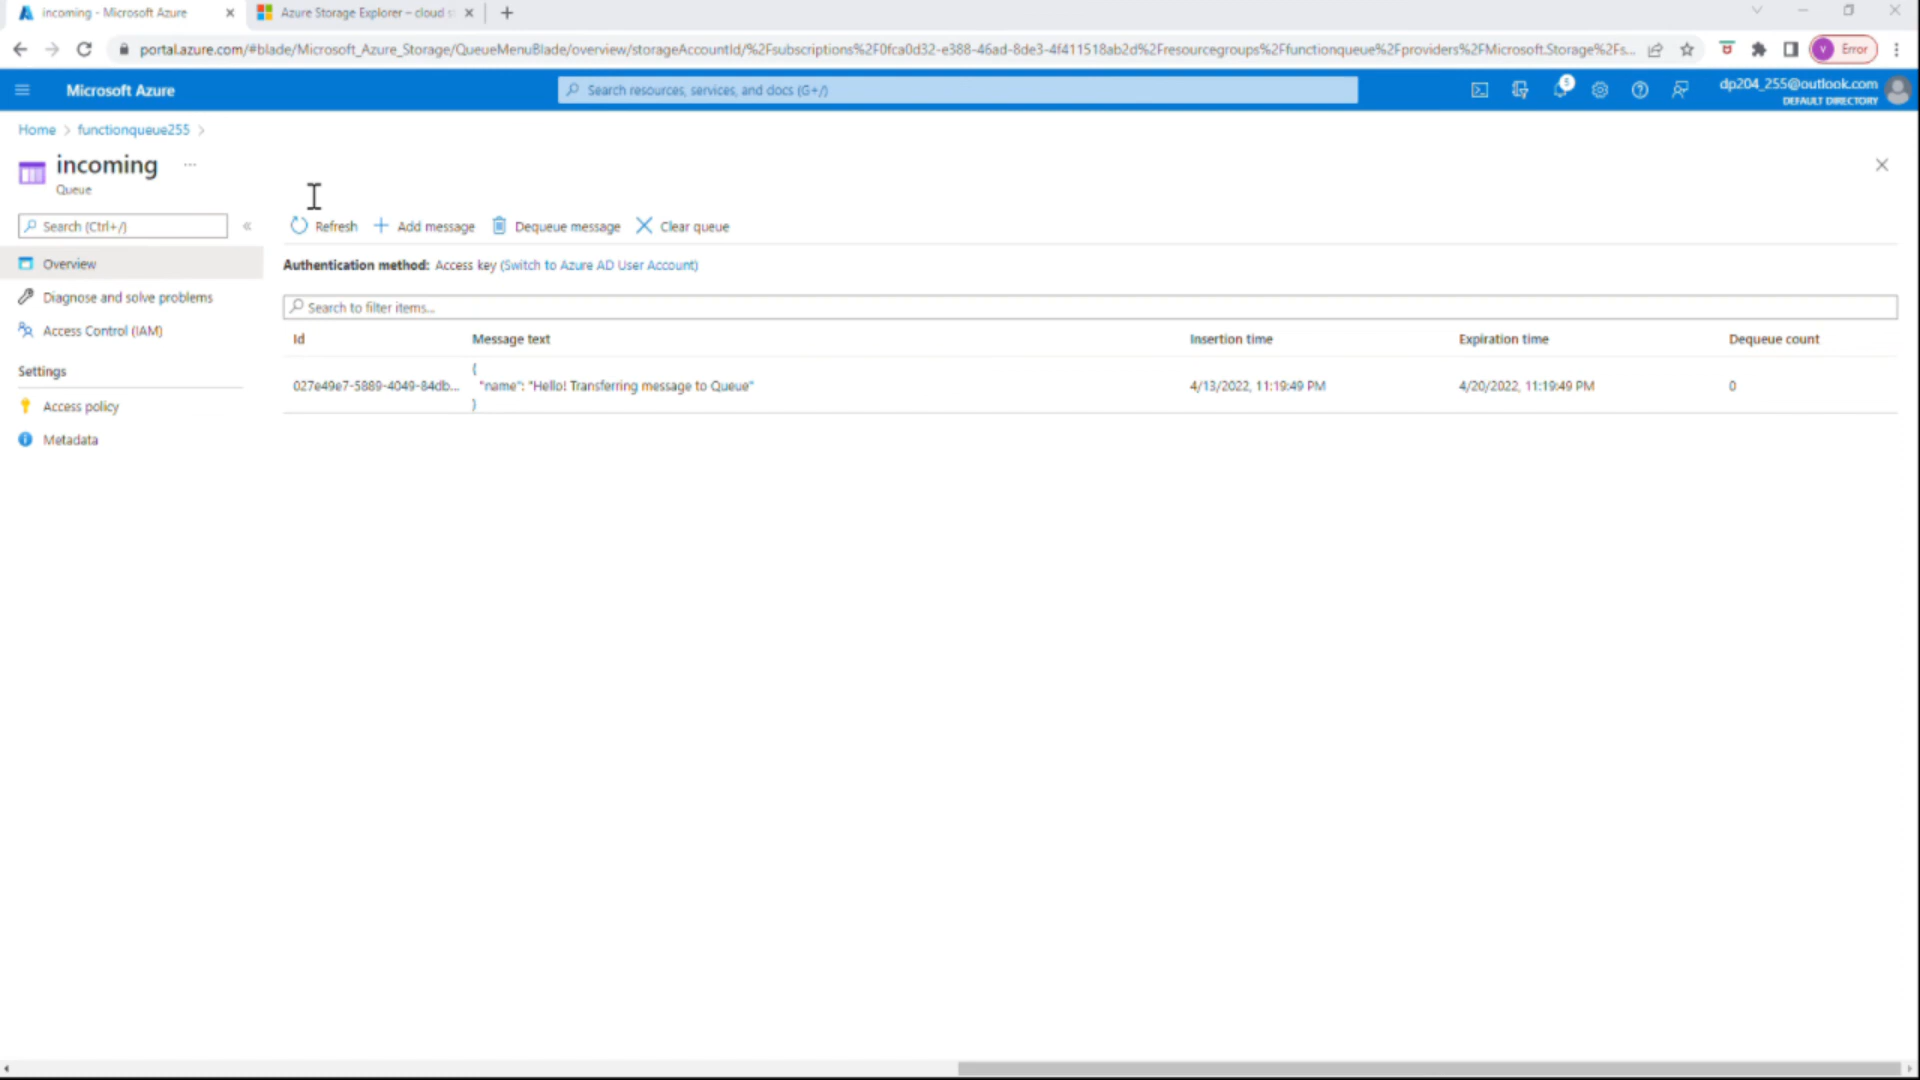 incoming - Microsoft Azure
Azure Storage Explorer – cloud
portal.azure.com/#blade/Microsoft_Azure_Storage/QueueMenuBlade/overview/storageAccountId/%2Fsubscriptions%2F0fca0d32-e388-46ad-8de3-4f411518ab2d%2Fresourcegroups%2Ffunctionqueue%2Fproviders%2FMicrosoft.Storage%2Fs...
V Error
Microsoft Azure
Search resources, services, and docs (G+/)
5
dp204_255@outlook.com
DEFAULT DIRECTORY
Home > functionqueue255 >
incoming ...
Queue
Search (Ctrl+/) «
Refresh + Add message Dequeue message Clear queue
Overview
Authentication method: Access key (Switch to Azure AD User Account)
Diagnose and solve problems
Search to filter items...
Access Control (IAM)
Id Message text Insertion time Expiration time Dequeue count
{
027e49e7-5889-4049-84db... "name": "Hello! Transferring message to Queue" 4/13/2022, 11:19:49 PM 4/20/2022, 11:19:49 PM 0
}
Settings
Access policy
Metadata